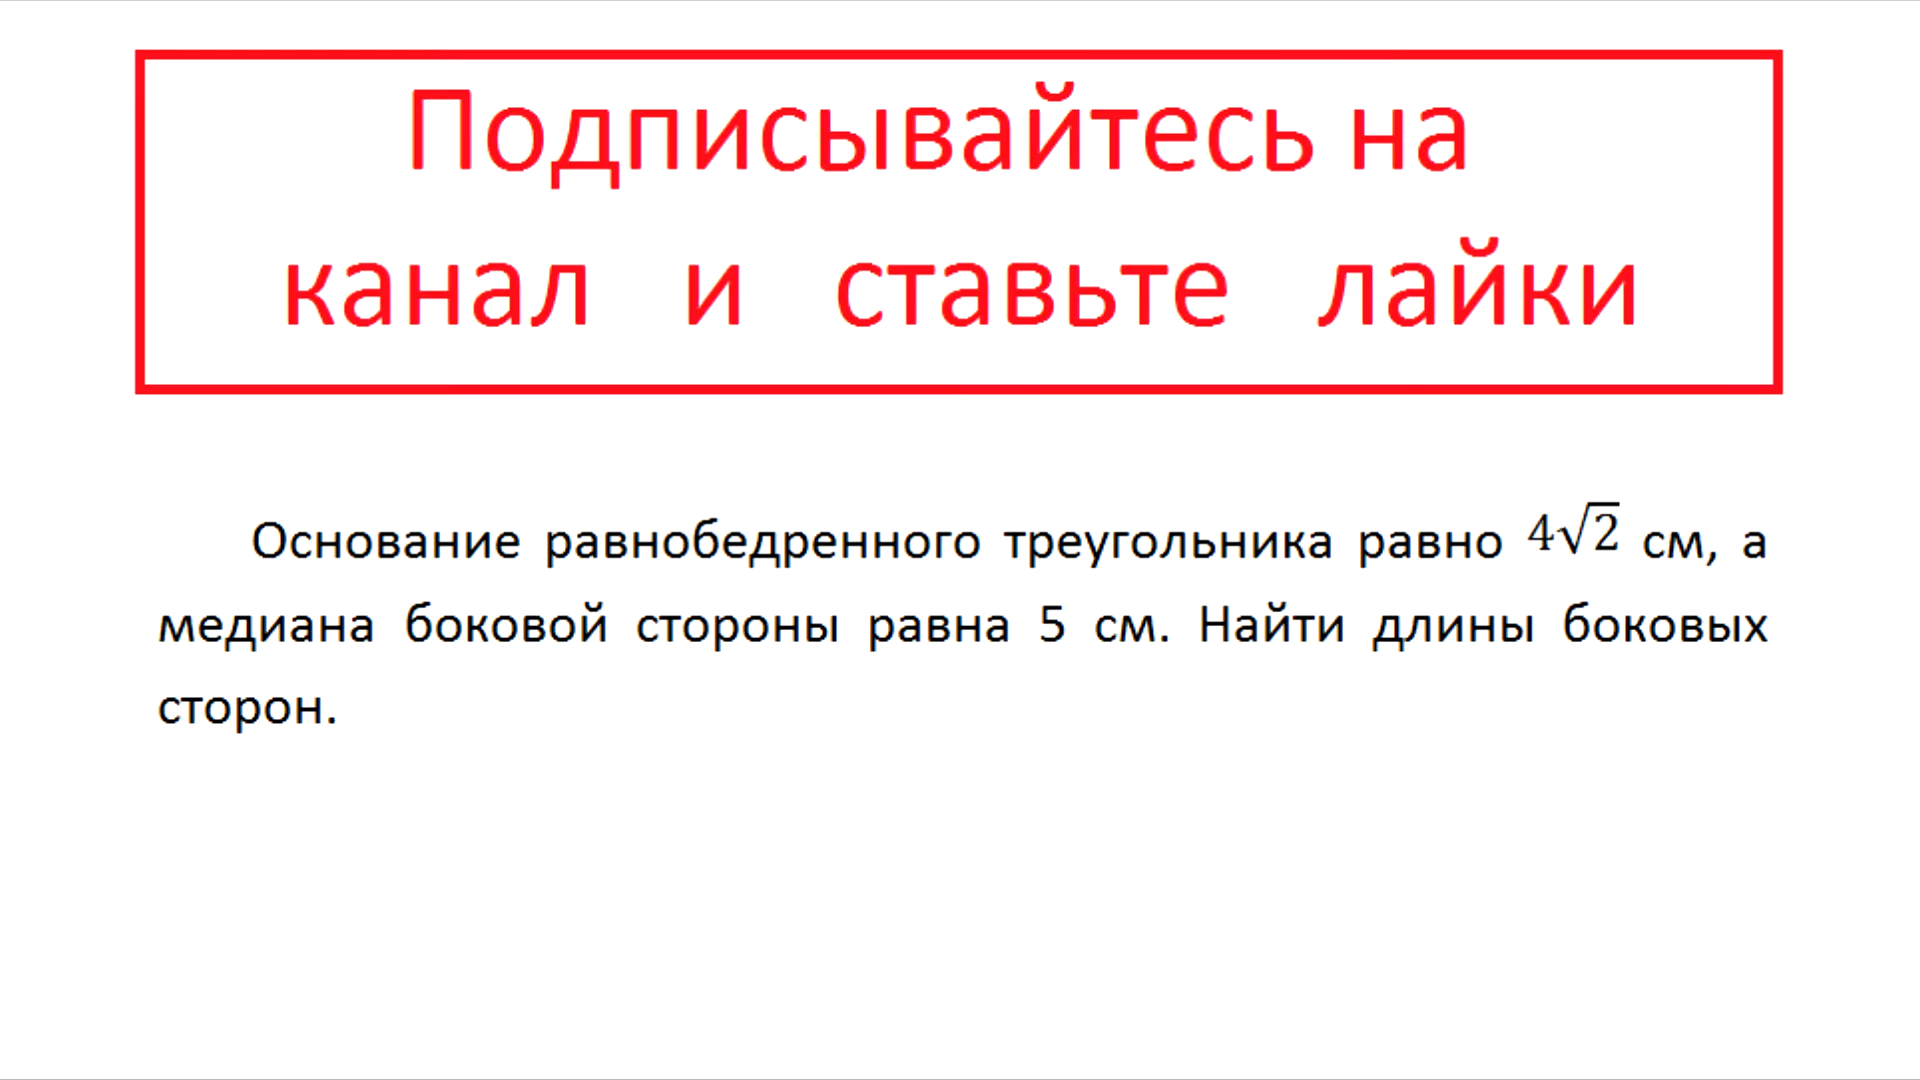 Подписывайтесь на
канал и ставьте лайки
Основание равнобедренного треугольника равно 4√2 см, а
медиана боковой стороны равна 5 см. Найти длины боковых
сторон.